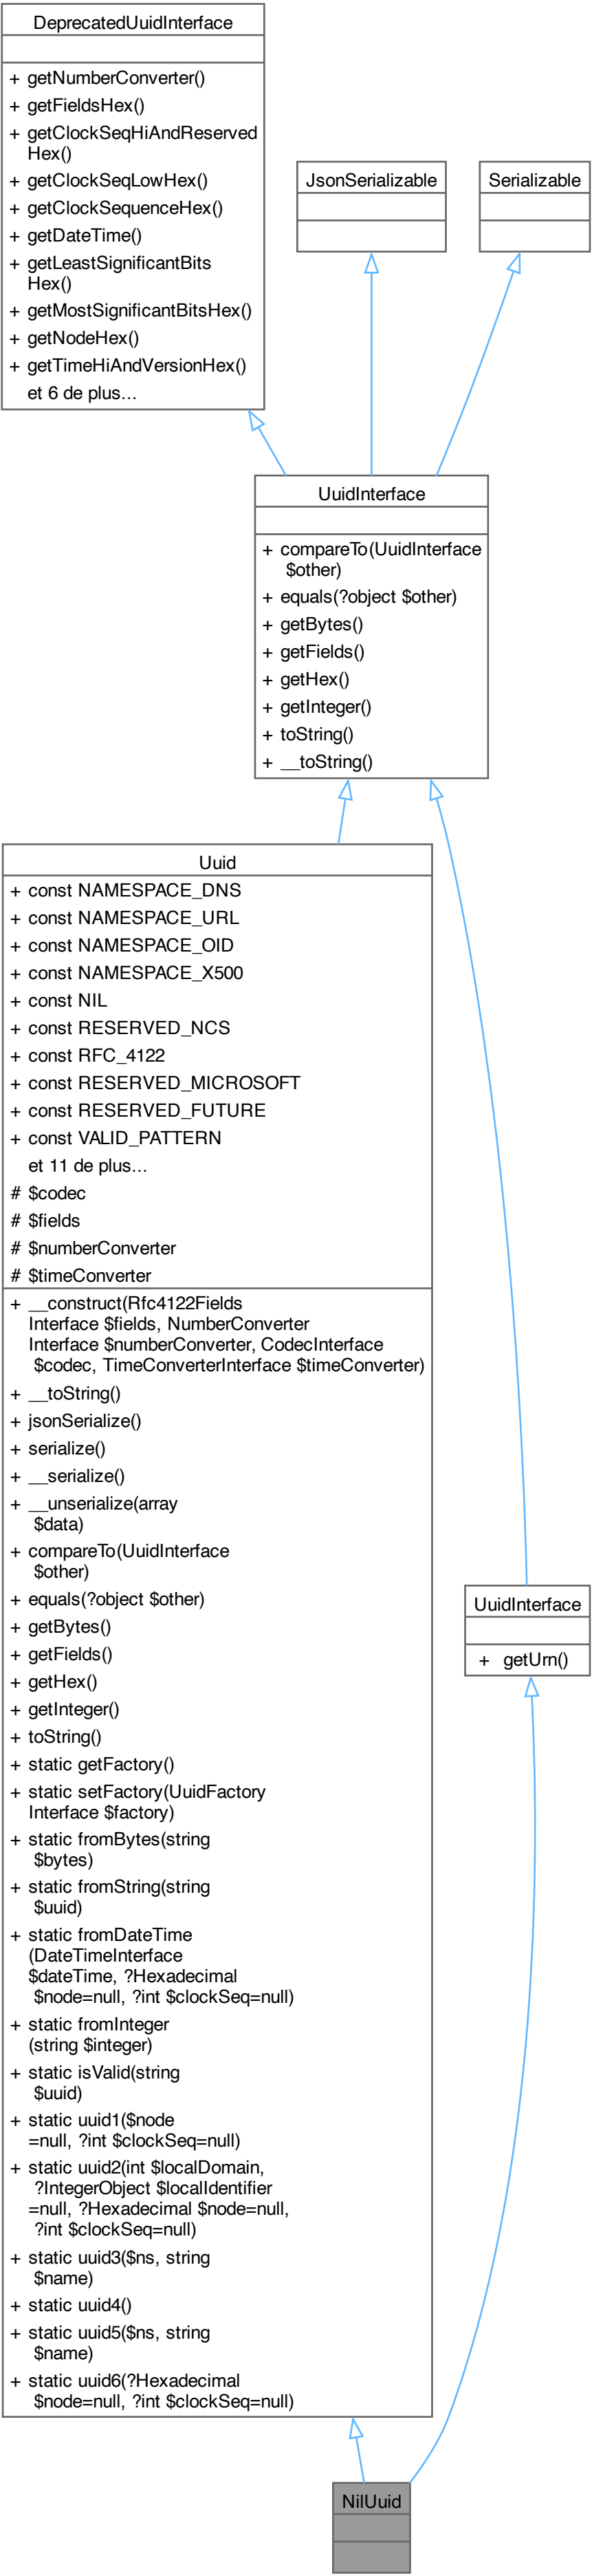 DeprecatedUuidInterface
+ getNumberConverter()
+ getFieldsHex()
+ getClockSeqHiAndReserved
Hex()
+ getClockSeqLowHex()
+ getClockSequenceHex()
+ getDateTime()
+ getLeastSignificantBits
Hex()
+ getMostSignificantBitsHex()
+ getNodeHex()
+ getTimeHiAndVersionHex()
et 6 de plus...
JsonSerializable
Serializable
UuidInterface
+ compareTo(UuidInterface
$other)
+ equals(?object $other)
+ getBytes()
+ getFields()
+ getHex()
+ getInteger()
+ toString()
+ __toString()
Uuid
+ const NAMESPACE_DNS
+ const NAMESPACE_URL
+ const NAMESPACE_OID
+ const NAMESPACE_X500
+ const NIL
+ const RESERVED_NCS
+ const RFC_4122
+ const RESERVED_MICROSOFT
+ const RESERVED_FUTURE
+ const VALID_PATTERN
et 11 de plus...
# $codec
# $fields
# $numberConverter
# $timeConverter
+ __construct(Rfc4122Fields
Interface $fields, NumberConverter
Interface $numberConverter, CodecInterface
$codec, TimeConverterInterface $timeConverter)
+ __toString()
+ jsonSerialize()
+ serialize()
+ __serialize()
+ __unserialize(array
$data)
+ compareTo(UuidInterface
$other)
+ equals(?object $other)
+ getBytes()
+ getFields()
+ getHex()
+ getInteger()
+ toString()
+ static getFactory()
+ static setFactory(UuidFactory
Interface $factory)
+ static fromBytes(string
$bytes)
+ static fromString(string
$uuid)
+ static fromDateTime
(DateTimeInterface
$dateTime, ?Hexadecimal
$node=null, ?int $clockSeq=null)
+ static fromInteger
(string $integer)
+ static isValid(string
$uuid)
+ static uuid1($node
=null, ?int $clockSeq=null)
+ static uuid2(int $localDomain,
?IntegerObject $localIdentifier
=null, ?Hexadecimal $node=null,
?int $clockSeq=null)
+ static uuid3($ns, string
$name)
+ static uuid4()
+ static uuid5($ns, string
$name)
+ static uuid6(?Hexadecimal
$node=null, ?int $clockSeq=null)
UuidInterface
+ getUrn()
NilUuid